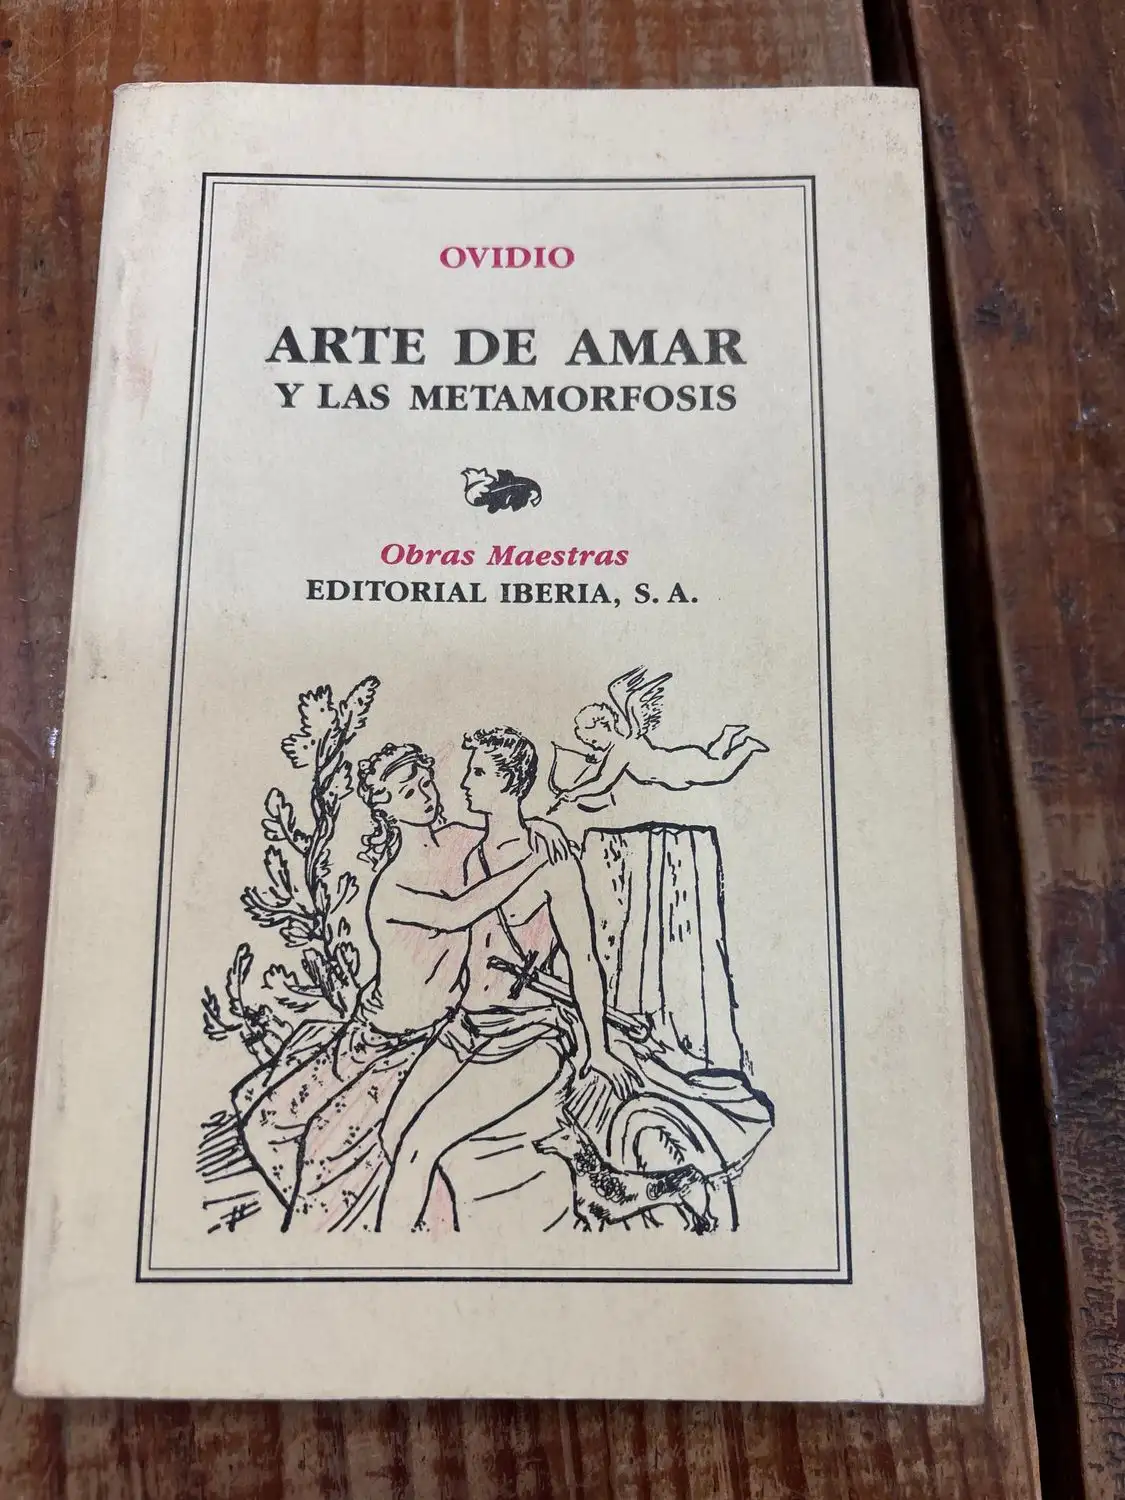 OVIDIO
ARTE DE AMAR
Y LAS METAMORFOSIS
Obras Maestras
EDITORIAL IBERIA, S. A.